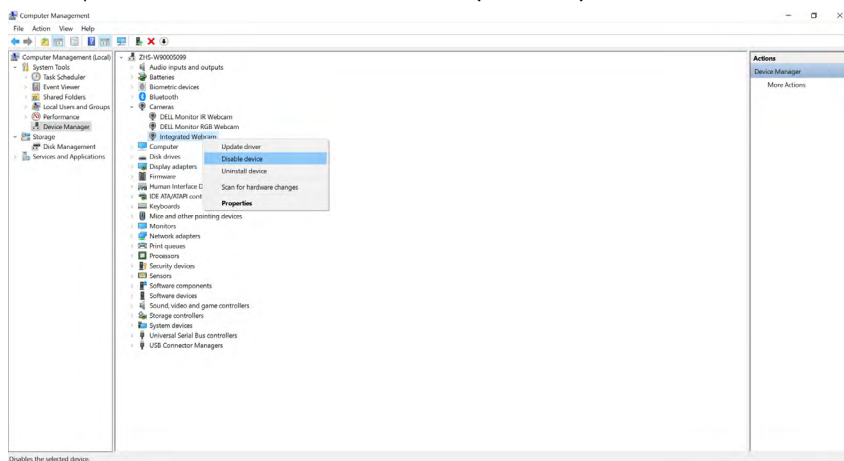 Computer Management
File Action View Help
Computer Management (Local)
System Tools
Task Scheduler
Event Viewer
Shared Folders
Local Users and Groups
Performance
Device Manager
Storage
Disk Management
Services and Applications
ZHS-W90005099
Audio inputs and outputs
Batteries
Biometric devices
Bluetooth
Cameras
DELL Monitor IR Webcam
DELL Monitor RGB Webcam
Integrated Webcam
Computer
Disk drives
Display adapters
Firmware
Human Interface D
IDE ATA/ATAPI cont
Keyboards
Mice and other pointing devices
Monitors
Network adapters
Print queues
Processors
Security devices
Sensors
Software components
Software devices
Sound, video and game controllers
Storage controllers
System devices
Universal Serial Bus controllers
USB Connector Managers
Update driver
Disable device
Uninstall device
Scan for hardware changes
Properties
Actions
Device Manager
More Actions
Disables the selected device.